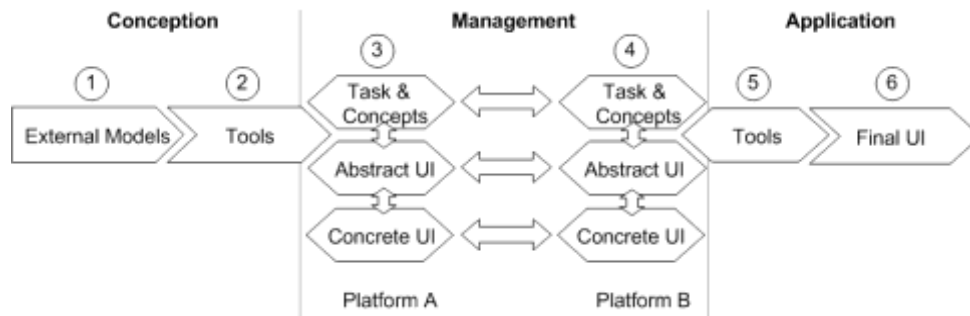 Conception
Management
Application
1
2
3
4
5
6
External Models
Tools
Task &
Concepts
Task &
Concepts
Tools
Final UI
Abstract UI
Abstract UI
Concrete UI
Concrete UI
Platform A
Platform B